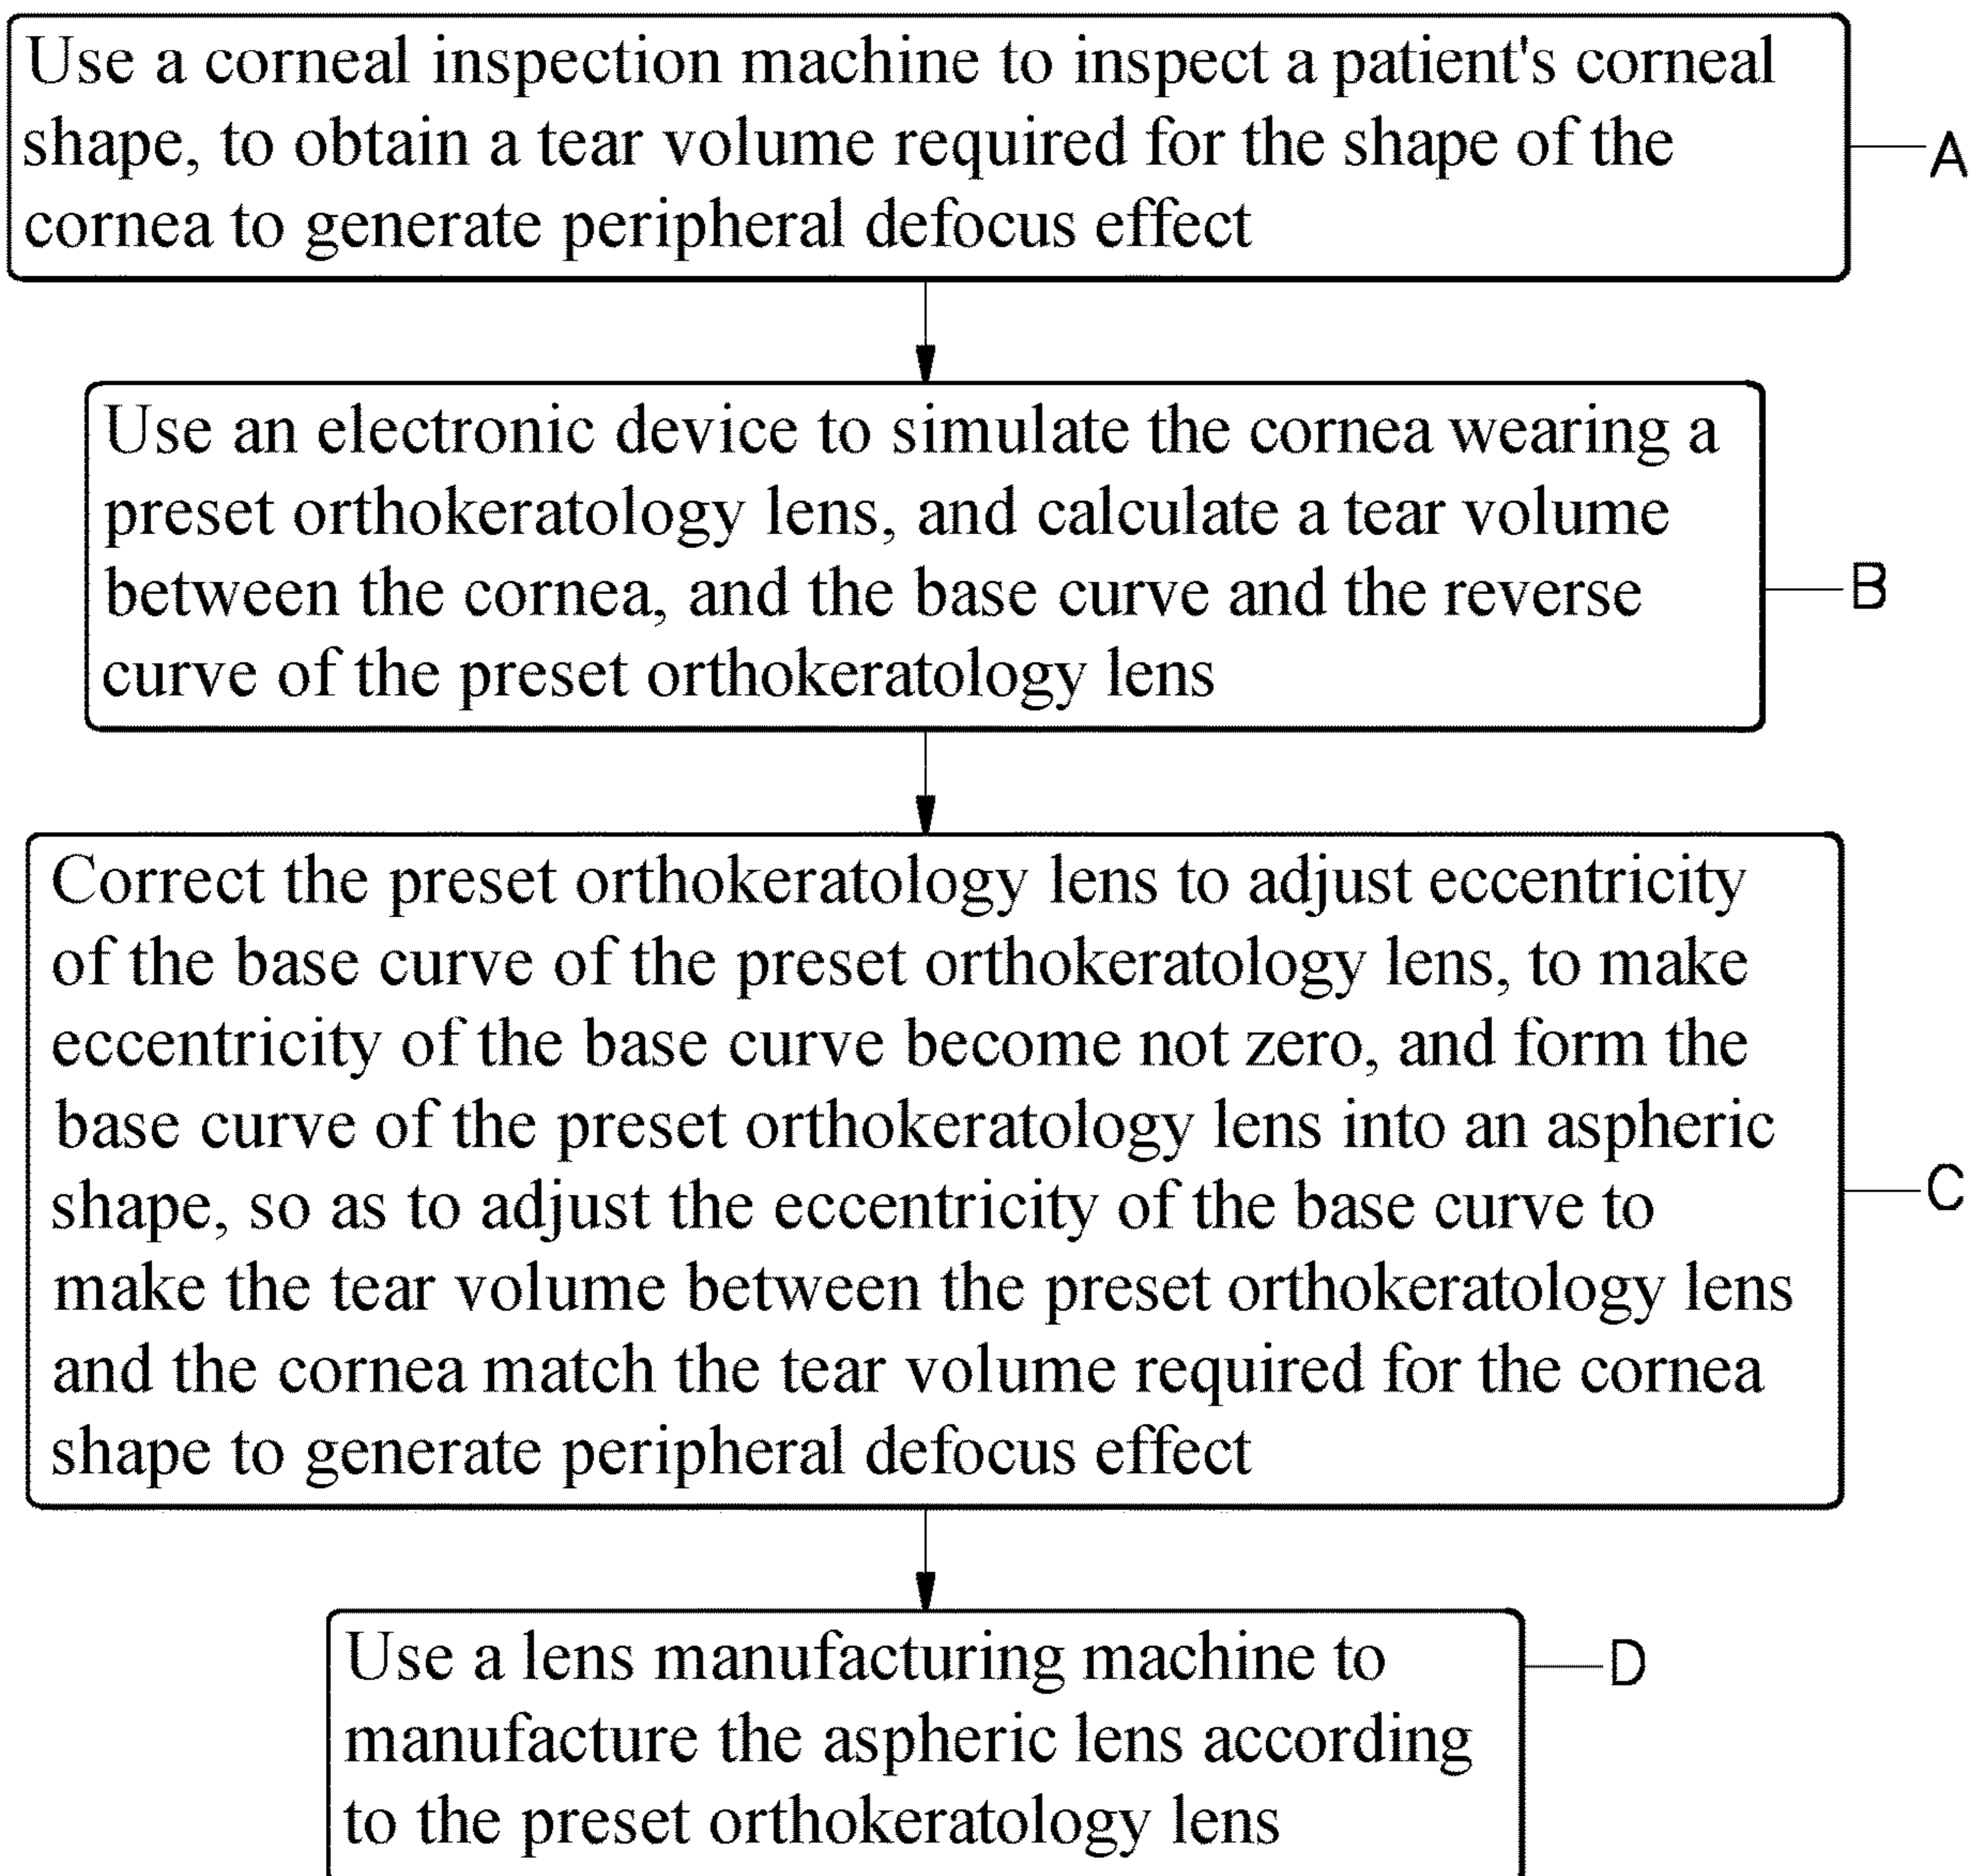 Use a corneal inspection machine to inspect a patient's corneal
shape, to obtain a tear volume required for the shape of the
cornea to generate peripheral defocus effect
A
Use an electronic device to simulate the cornea wearing a
preset orthokeratology lens, and calculate a tear volume
between the cornea, and the base curve and the reverse
curve of the preset orthokeratology lens
B
Correct the preset orthokeratology lens to adjust eccentricity
of the base curve of the preset orthokeratology lens, to make
eccentricity of the base curve become not zero, and form the
base curve of the preset orthokeratology lens into an aspheric
shape, so as to adjust the eccentricity of the base curve to
make the tear volume between the preset orthokeratology lens
and the cornea match the tear volume required for the cornea
shape to generate peripheral defocus effect
C
Use a lens manufacturing machine to
manufacture the aspheric lens according
to the preset orthokeratology lens
D